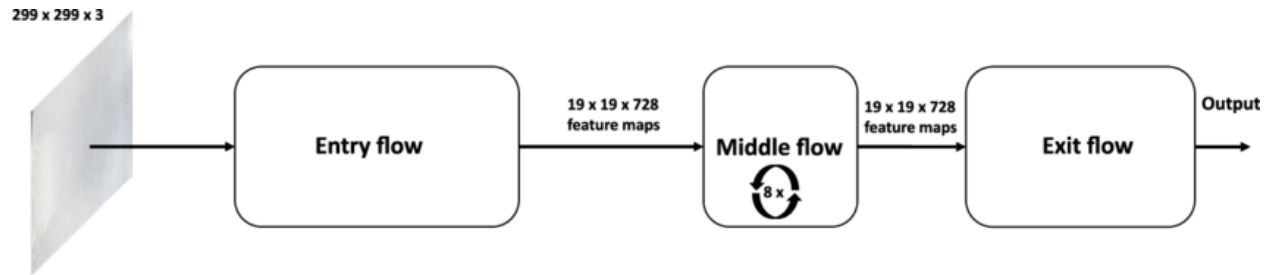 299 x 299 x 3
Entry flow
19 x 19 x 728
feature maps
Middle flow
8 x
19 x 19 x 728
feature maps
Exit flow
Output